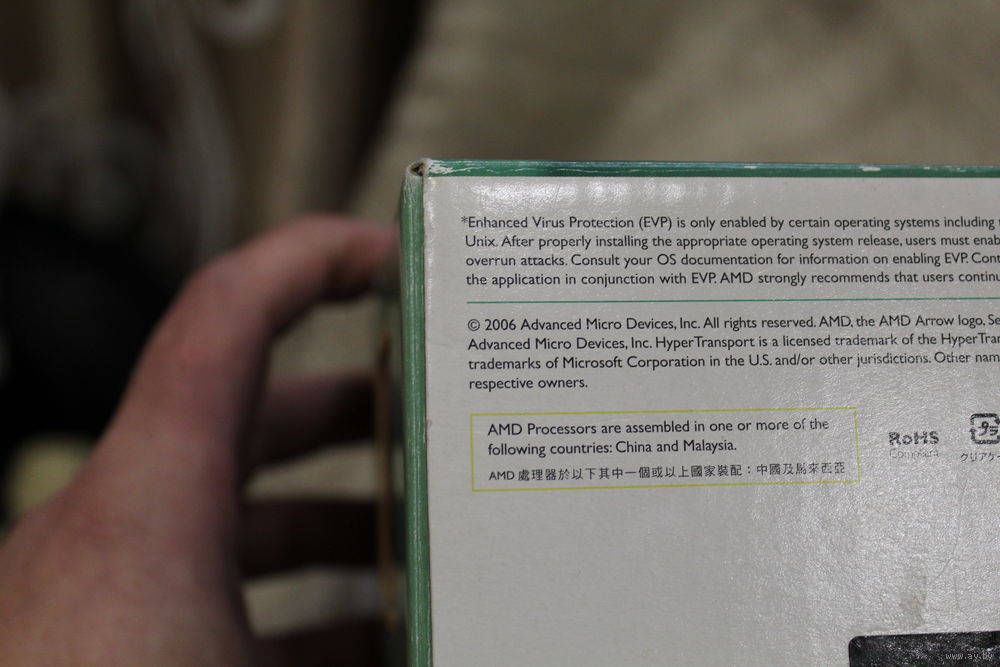 *Enhanced Virus Protection (EVP) is only enabled by certain operating systems including
Unix. After properly installing the appropriate operating system release, users must
overrun attacks. Consult your OS documentation for information on enabling EVP.
the application in conjunction with EVP. AMD strongly recommends that users
© 2006 Advanced Micro Devices, Inc. All rights reserved. AMD, the AMD Arrow logo,
Advanced Micro Devices, Inc. HyperTransport is a licensed trademark of the
trademarks of Microsoft Corporation in the U.S. and/or other jurisdictions. Other
respective owners.
AMD Processors are assembled in one or more of the
following countries: China and Malaysia.
AMD 處理器於以下其中一個或以上國家裝配：中國及馬來西亞
RoHS
Compliant
プラ
www.ay.by